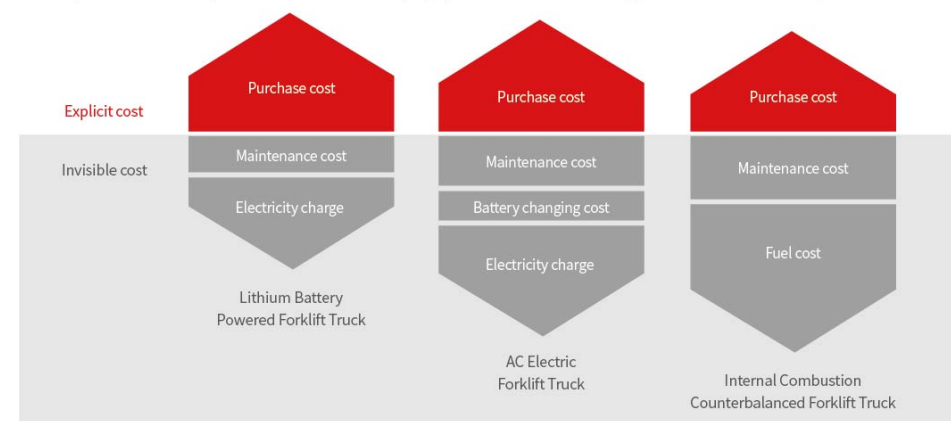 Explicit cost
Invisible cost
Purchase cost
Maintenance cost
Electricity charge
Lithium Battery
Powered Forklift Truck
Purchase cost
Maintenance cost
Battery changing cost
Electricity charge
AC Electric
Forklift Truck
Purchase cost
Maintenance cost
Fuel cost
Internal Combustion
Counterbalanced Forklift Truck